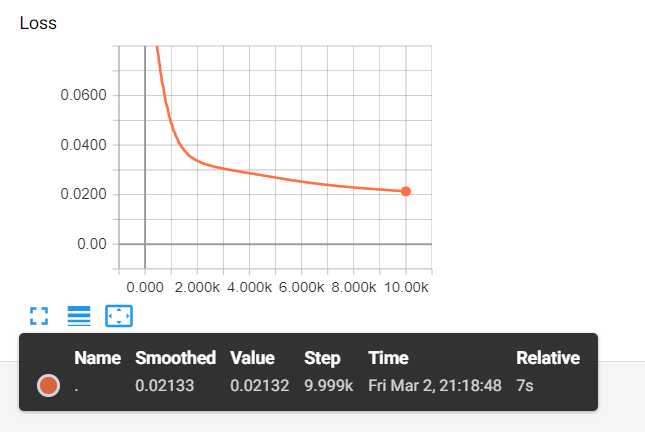 Loss
0.0600
0.0400
0.0200
0.00
0.000 2.000k 4.000k 6.000k 8.000k 10.00k
Name Smoothed Value Step Time Relative
. 0.02133 0.02132 9.999k Fri Mar 2, 21:18:48 7s